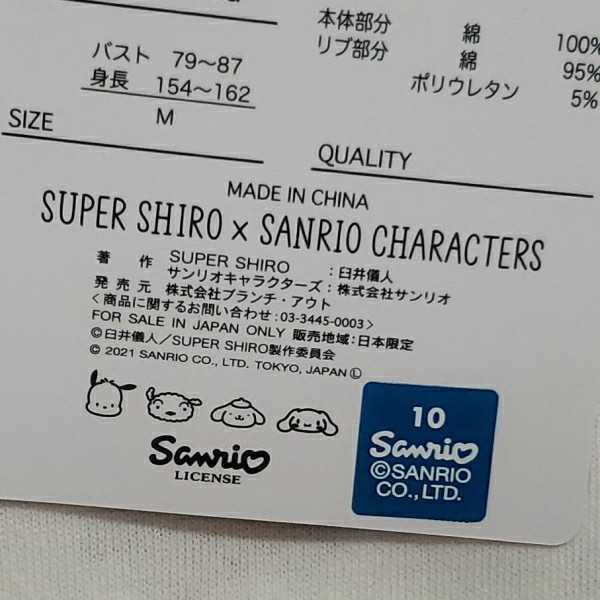 本体部分 綿 100%
リブ部分 綿 95%
ポリウレタン 5%
バスト 79～87
身長 154～162
SIZE M
QUALITY
MADE IN CHINA
SUPER SHIRO x SANRIO CHARACTERS
著作 SUPER SHIRO :臼井儀人
サンリオキャラクターズ:株式会社サンリオ
発売元 株式会社ブランチ・アウト
<商品に関するお問い合わせ:03-3445-0003>
FOR SALE IN JAPAN ONLY 販売地域:日本限定
©臼井儀人/SUPER SHIRO製作委員会
© 2021 SANRIO CO., LTD. TOKYO, JAPAN Ⓛ
Sanrio
LICENSE
10
Sanrio
©SANRIO
CO., LTD.